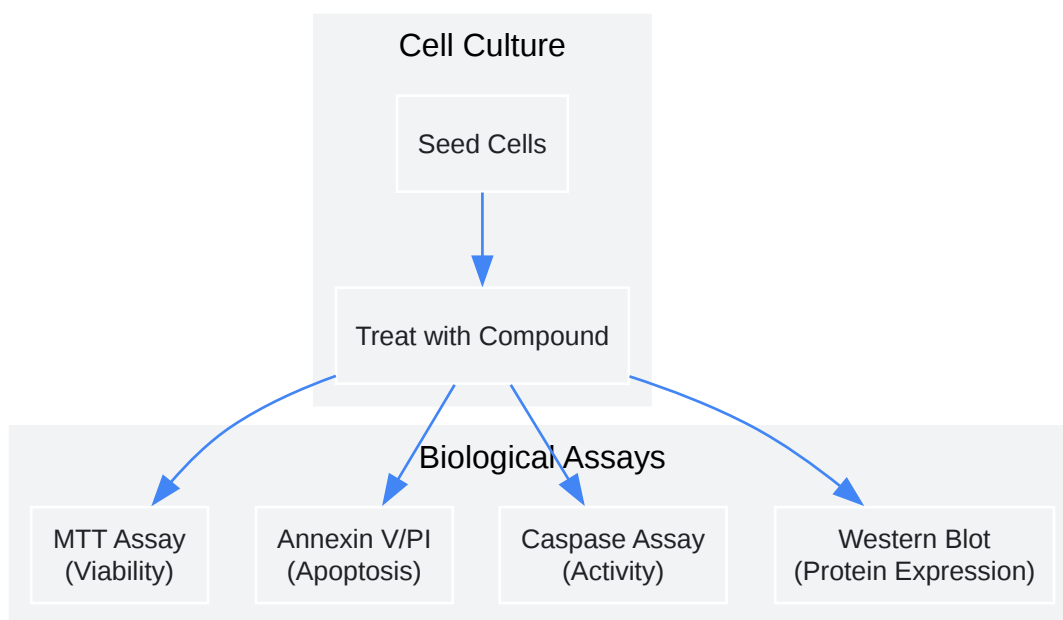 Cell Culture
Seed Cells
Treat with Compound
Biological Assays
MTT Assay
(Viability)
Annexin V/PI
(Apoptosis)
Caspase Assay
(Activity)
Western Blot
(Protein Expression)